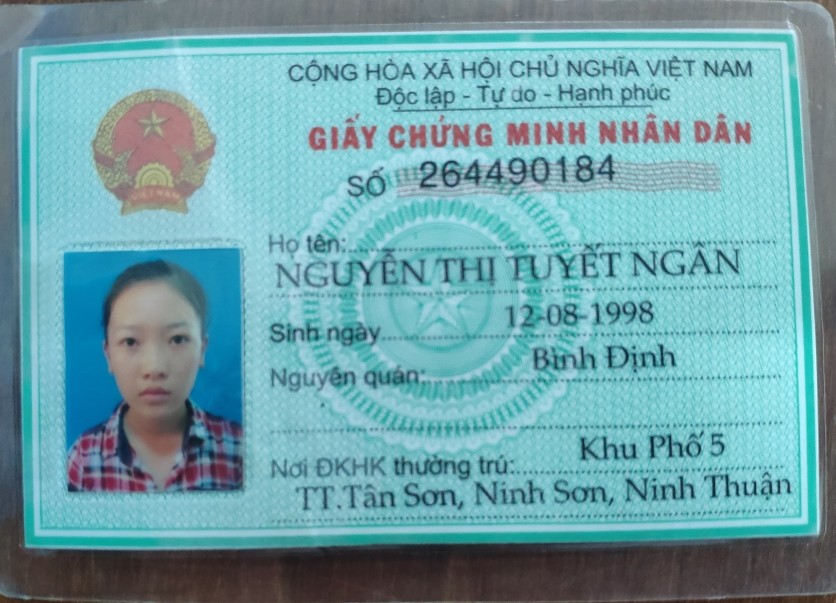 CỘNG HÒA XÃ HỘI CHỦ NGHĨA VIỆT NAM
Độc lập - Tự do - Hạnh phúc
GIẤY CHỨNG MINH NHÂN DÂN
SỐ 264490184
VIỆT NAM
Họ tên:
NGUYỄN THỊ TUYẾT NGÂN
Sinh ngày 12-08-1998
Nguyên quán: Bình Định
Nơi ĐKHK thường trú: Khu Phố 5
TT.Tân Sơn, Ninh Sơn, Ninh Thuận